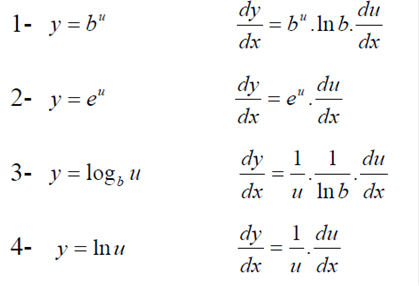 1- y = b^u dy/dx = b^u . ln b . du/dx
2- y = e^u dy/dx = e^u . du/dx
3- y = log_b u dy/dx = 1/u . 1/ln b . du/dx
4- y = ln u dy/dx = 1/u . du/dx